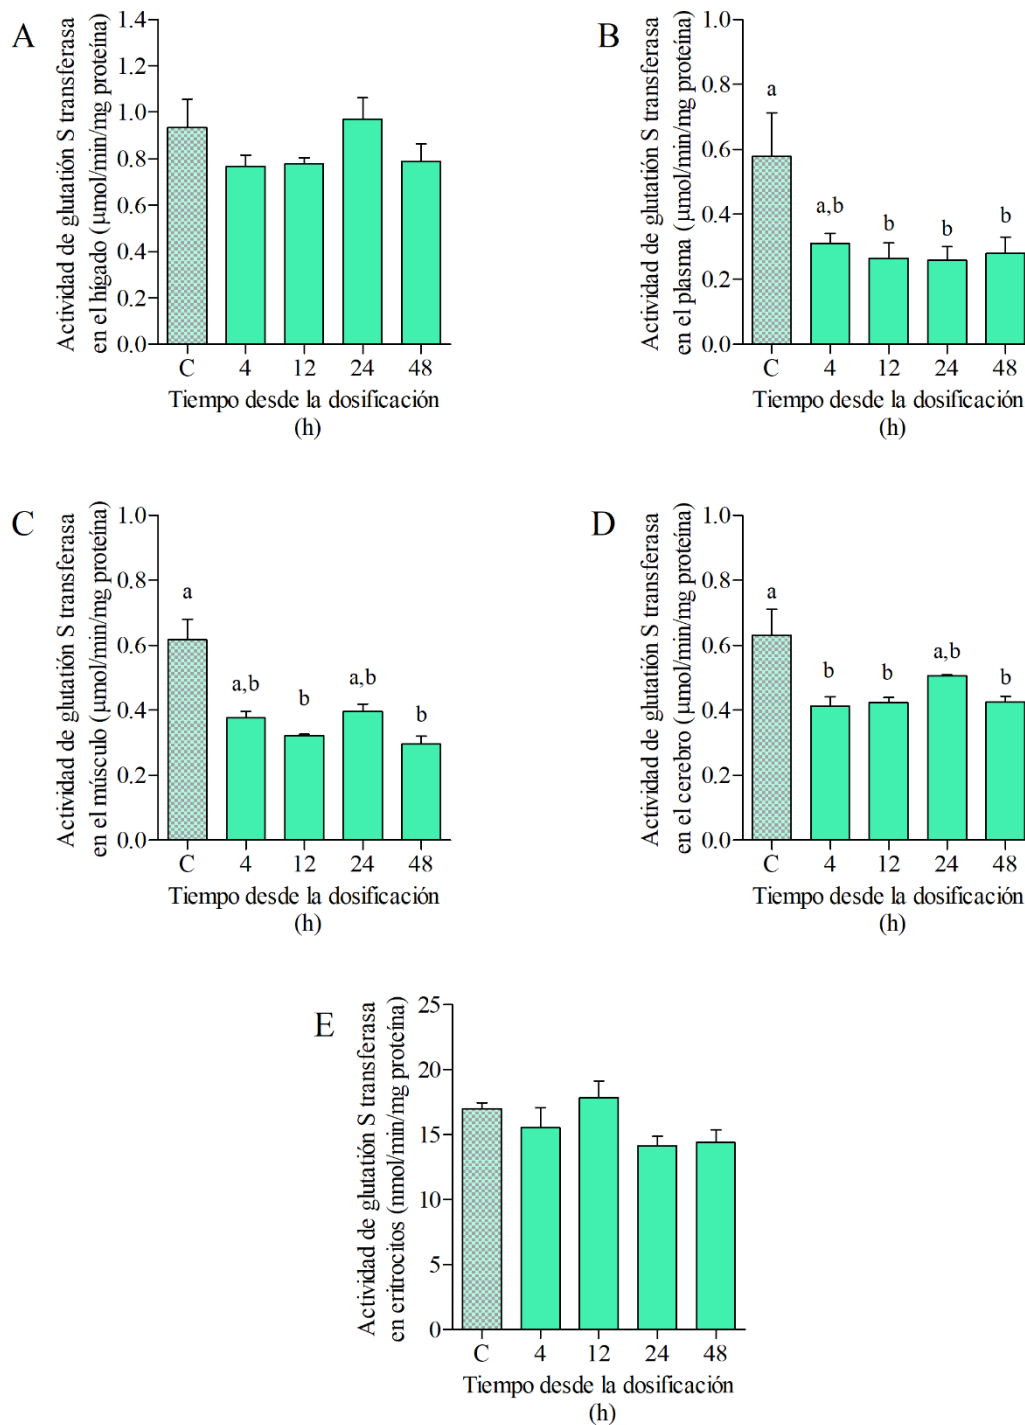 A
Actividad de glutatión S transferasa
en el hígado (µmol/min/mg proteína)
1.4
1.2
1.0
0.8
0.6
0.4
0.2
0.0
C 4 12 24 48
Tiempo desde la dosificación
(h)
B
Actividad de glutatión S transferasa
en el plasma (µmol/min/mg proteína)
1.0
0.8
0.6
0.4
0.2
0.0
a
a,b
b
b
b
C 4 12 24 48
Tiempo desde la dosificación
(h)
C
Actividad de glutatión S transferasa
en el músculo (µmol/min/mg proteína)
1.0
0.8
0.6
0.4
0.2
0.0
a
a,b
b
a,b
b
C 4 12 24 48
Tiempo desde la dosificación
(h)
D
Actividad de glutatión S transferasa
en el cerebro (µmol/min/mg proteína)
1.0
0.8
0.6
0.4
0.2
0.0
a
b
b
a,b
b
C 4 12 24 48
Tiempo desde la dosificación
(h)
E
Actividad de glutatión S transferasa
en eritrocitos (nmol/min/mg proteína)
25
20
15
10
5
0
C 4 12 24 48
Tiempo desde la dosificación
(h)